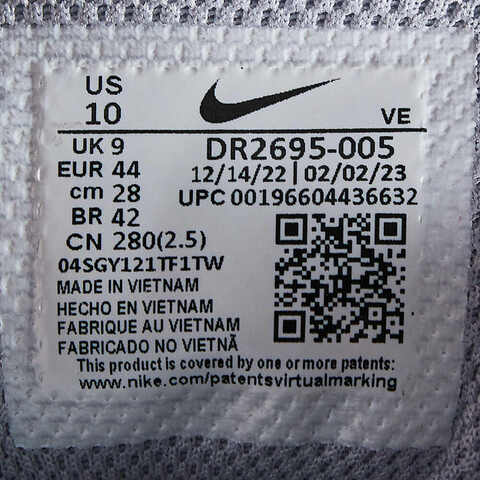 US
10
VE
UK 9
EUR 44
cm 28
BR 42
CN 280(2.5)
DR2695-005
12/14/22 | 02/02/23
UPC 00196604436632
04SGY121TF1TW
MADE IN VIETNAM
HECHO EN VIETNAM
FABRIQUE AU VIETNAM
FABRICADO NO VIETNÃ
This product is covered by one or more patents:
www.nike.com/patentsvirtualmarking